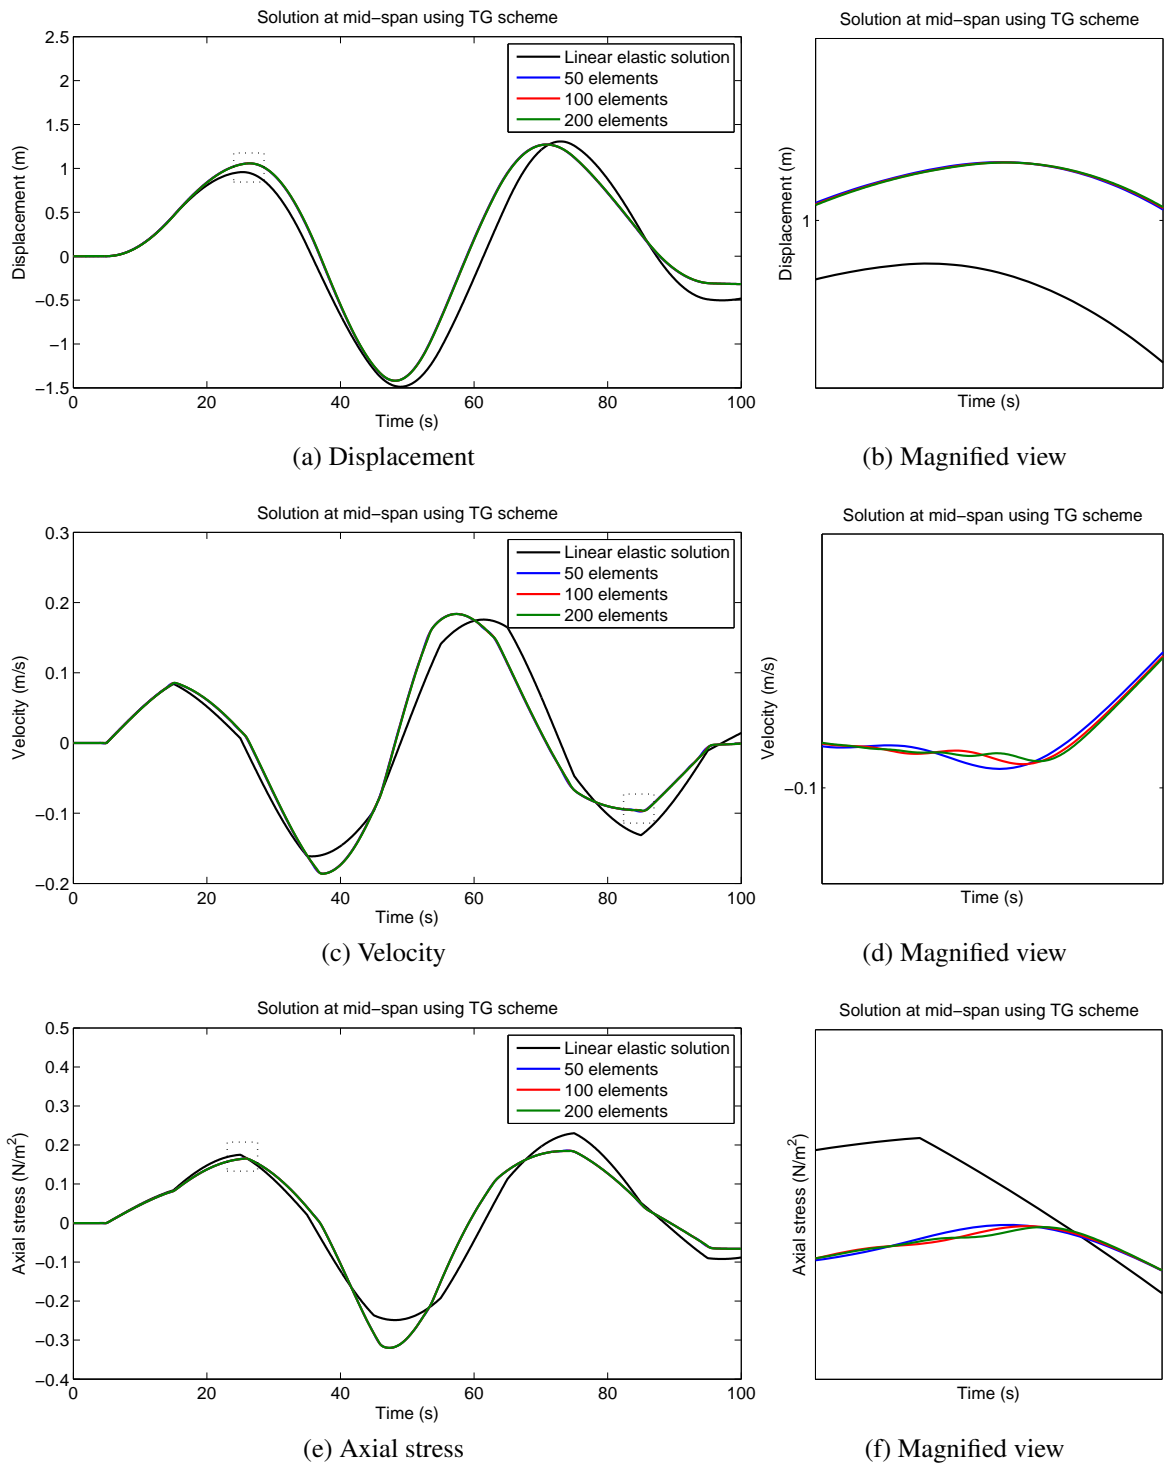 Solution at mid−span using TG scheme
2.5
2
1.5
1
0.5
0
−0.5
−1
−1.5
Displacement (m)
Linear elastic solution
50 elements
100 elements
200 elements
0
20
40
60
80
100
Time (s)
(a) Displacement
Solution at mid−span using TG scheme
1
Displacement (m)
Time (s)
(b) Magnified view
Solution at mid−span using TG scheme
0.3
0.2
0.1
0
−0.1
−0.2
Velocity (m/s)
Linear elastic solution
50 elements
100 elements
200 elements
0
20
40
60
80
100
Time (s)
(c) Velocity
Solution at mid−span using TG scheme
−0.1
Velocity (m/s)
Time (s)
(d) Magnified view
Solution at mid−span using TG scheme
0.5
0.4
0.3
0.2
0.1
0
−0.1
−0.2
−0.3
−0.4
Axial stress (N/m²)
Linear elastic solution
50 elements
100 elements
200 elements
0
20
40
60
80
100
Time (s)
(e) Axial stress
Solution at mid−span using TG scheme
Axial stress (N/m²)
Time (s)
(f) Magnified view